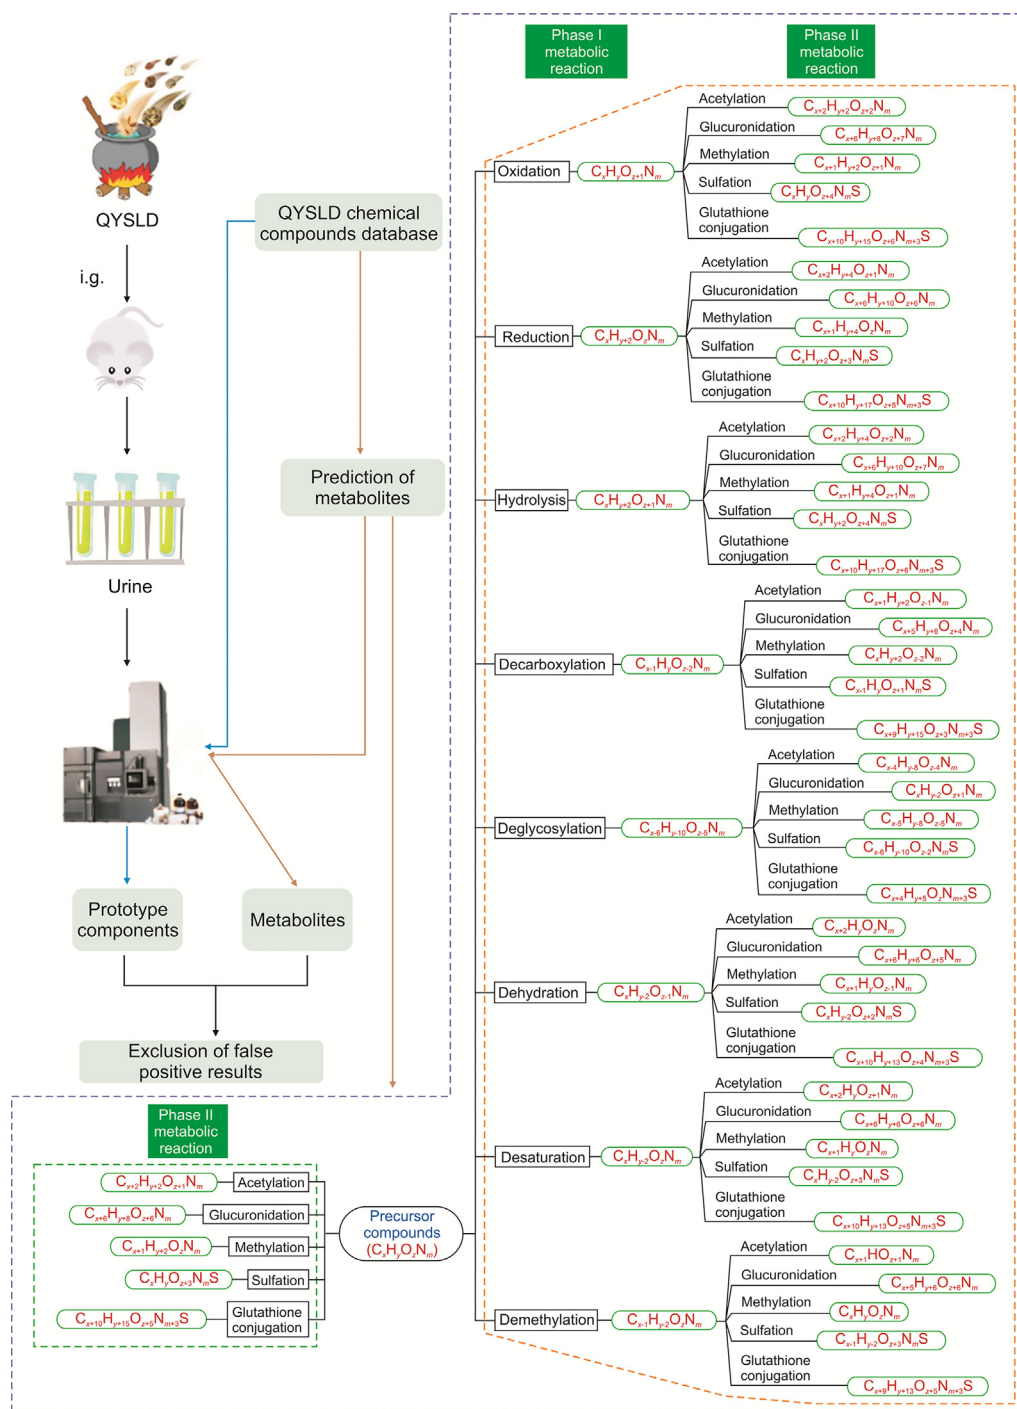 Phase I
metabolic
reaction
Phase II
metabolic
reaction
QYSLD
i.g.
Urine
QYSLD chemical
compounds database
Prediction of
metabolites
Prototype
components
Metabolites
Exclusion of false
positive results
Oxidation
CxHyOz+1Nm
Acetylation
Cx+2Hy+2Oz+2Nm
Glucuronidation
Cx+6Hy+8Oz+7Nm
Methylation
Cx+1Hy+2Oz+1Nm
Sulfation
CxHyOz+4NmS
Glutathione
conjugation
Cx+10Hy+15Oz+6Nm+3S
Reduction
CxHy+2OzNm
Acetylation
Cx+2Hy+4Oz+1Nm
Glucuronidation
Cx+6Hy+10Oz+6Nm
Methylation
Cx+1Hy+4OzNm
Sulfation
CxHy+2Oz+3NmS
Glutathione
conjugation
Cx+10Hy+17Oz+5Nm+3S
Hydrolysis
CxHy+2Oz+1Nm
Acetylation
Cx+2Hy+4Oz+2Nm
Glucuronidation
Cx+6Hy+10Oz+7Nm
Methylation
Cx+1Hy+4Oz+1Nm
Sulfation
CxHy+2Oz+4NmS
Glutathione
conjugation
Cx+10Hy+17Oz+6Nm+3S
Decarboxylation
Cx-1HyOz-2Nm
Acetylation
Cx+1Hy+2Oz-1Nm
Glucuronidation
Cx+5Hy+8Oz+4Nm
Methylation
CxHy+2Oz-2Nm
Sulfation
Cx-1HyOz+1NmS
Glutathione
conjugation
Cx+9Hy+15Oz+3Nm+3S
Deglycosylation
Cx-6Hy-10Oz-5Nm
Acetylation
Cx-4Hy-8Oz-4Nm
Glucuronidation
CxHy-2Oz+1Nm
Methylation
Cx-5Hy-8Oz-5Nm
Sulfation
Cx-6Hy-10Oz-2NmS
Glutathione
conjugation
Cx+4Hy+5OzNm+3S
Dehydration
CxHy-2Oz-1Nm
Acetylation
Cx+2HyOzNm
Glucuronidation
Cx+6Hy+6Oz+5Nm
Methylation
Cx+1HyOz-1Nm
Sulfation
CxHy-2Oz+2NmS
Glutathione
conjugation
Cx+10Hy+13Oz+4Nm+3S
Desaturation
CxHy-2OzNm
Acetylation
Cx+2HyOz+1Nm
Glucuronidation
Cx+6Hy+6Oz+6Nm
Methylation
Cx+1HyOzNm
Sulfation
CxHy-2Oz+3NmS
Glutathione
conjugation
Cx+10Hy+13Oz+5Nm+3S
Demethylation
Cx-1Hy-2OzNm
Acetylation
Cx+1HOz+1Nm
Glucuronidation
Cx+5Hy+6Oz+6Nm
Methylation
CxHyOzNm
Sulfation
Cx-1Hy-2Oz+3NmS
Glutathione
conjugation
Cx+9Hy+13Oz+5Nm+3S
Phase II
metabolic
reaction
Cx+2Hy+2Oz+1Nm
Acetylation
Cx+6Hy+8Oz+6Nm
Glucuronidation
Cx+1Hy+2OzNm
Methylation
CxHyOz+3NmS
Sulfation
Cx+10Hy+15Oz+5Nm+3S
Glutathione
conjugation
Precursor
compounds
(CxHyOzNm)